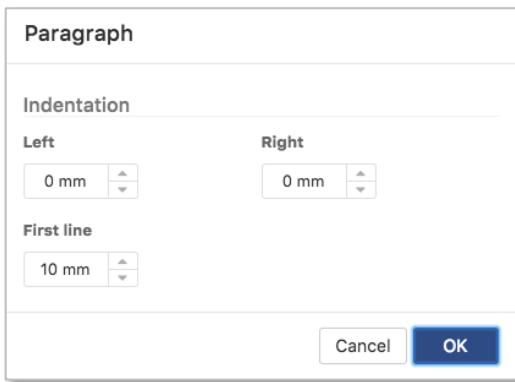 Paragraph
Indentation
Left Right
0 mm 0 mm
First line
10 mm
Cancel OK